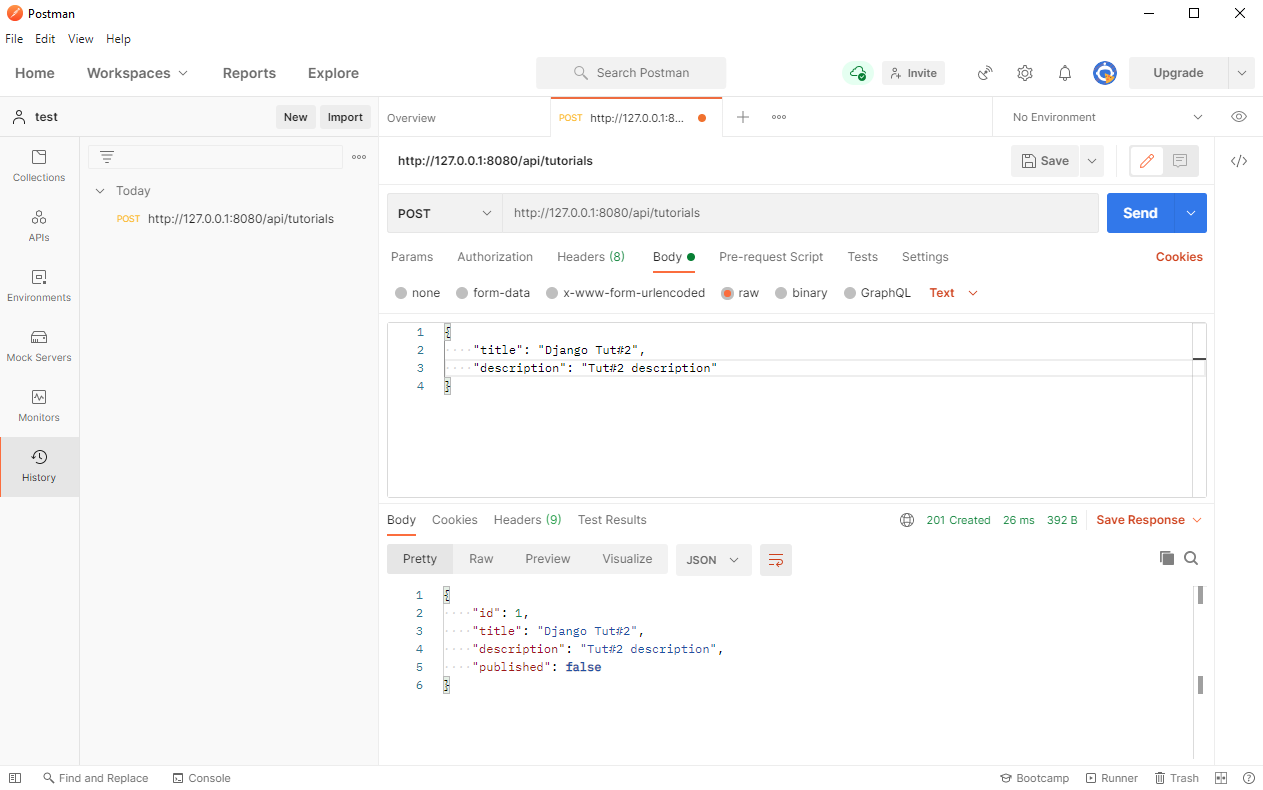 Postman
File Edit View Help
Home Workspaces Reports Explore Search Postman Invite Upgrade
test New Import Overview POST http://127.0.0.1:8... No Environment
http://127.0.0.1:8080/api/tutorials Save
Collections
APIs
Environments
Mock Servers
Monitors
History
Today
POST http://127.0.0.1:8080/api/tutorials
POST http://127.0.0.1:8080/api/tutorials Send
Params Authorization Headers (8) Body Pre-request Script Tests Settings Cookies
none form-data x-www-form-urlencoded raw binary GraphQL Text
1 {
2 "title": "Django Tut#2",
3 "description": "Tut#2 description"
4 }
Body Cookies Headers (9) Test Results 201 Created 26 ms 392 B Save Response
Pretty Raw Preview Visualize JSON
1 {
2 "id": 1,
3 "title": "Django Tut#2",
4 "description": "Tut#2 description",
5 "published": false
6 }
Find and Replace Console Bootcamp Runner Trash